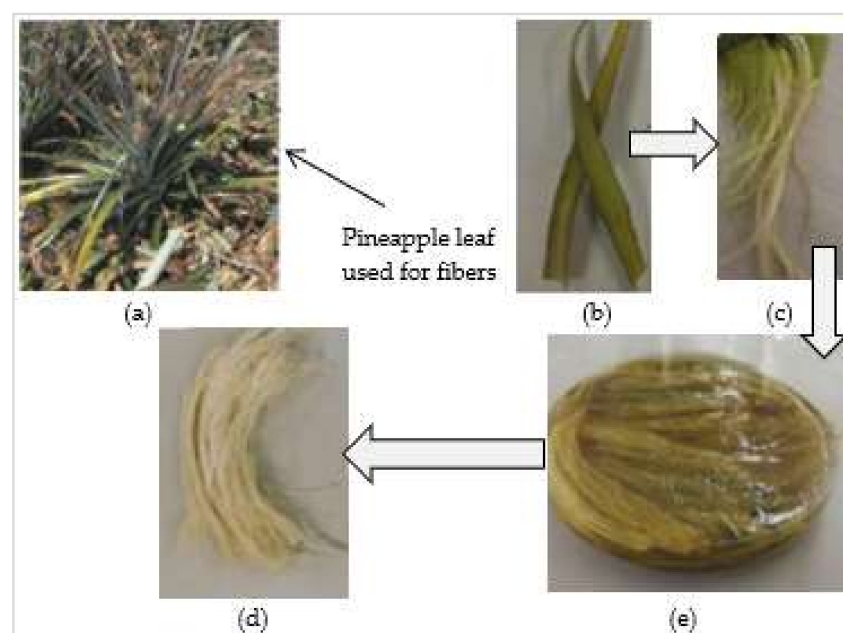 Pineapple leaf
used for fibers
(a)
(b)
(c)
(d)
(e)